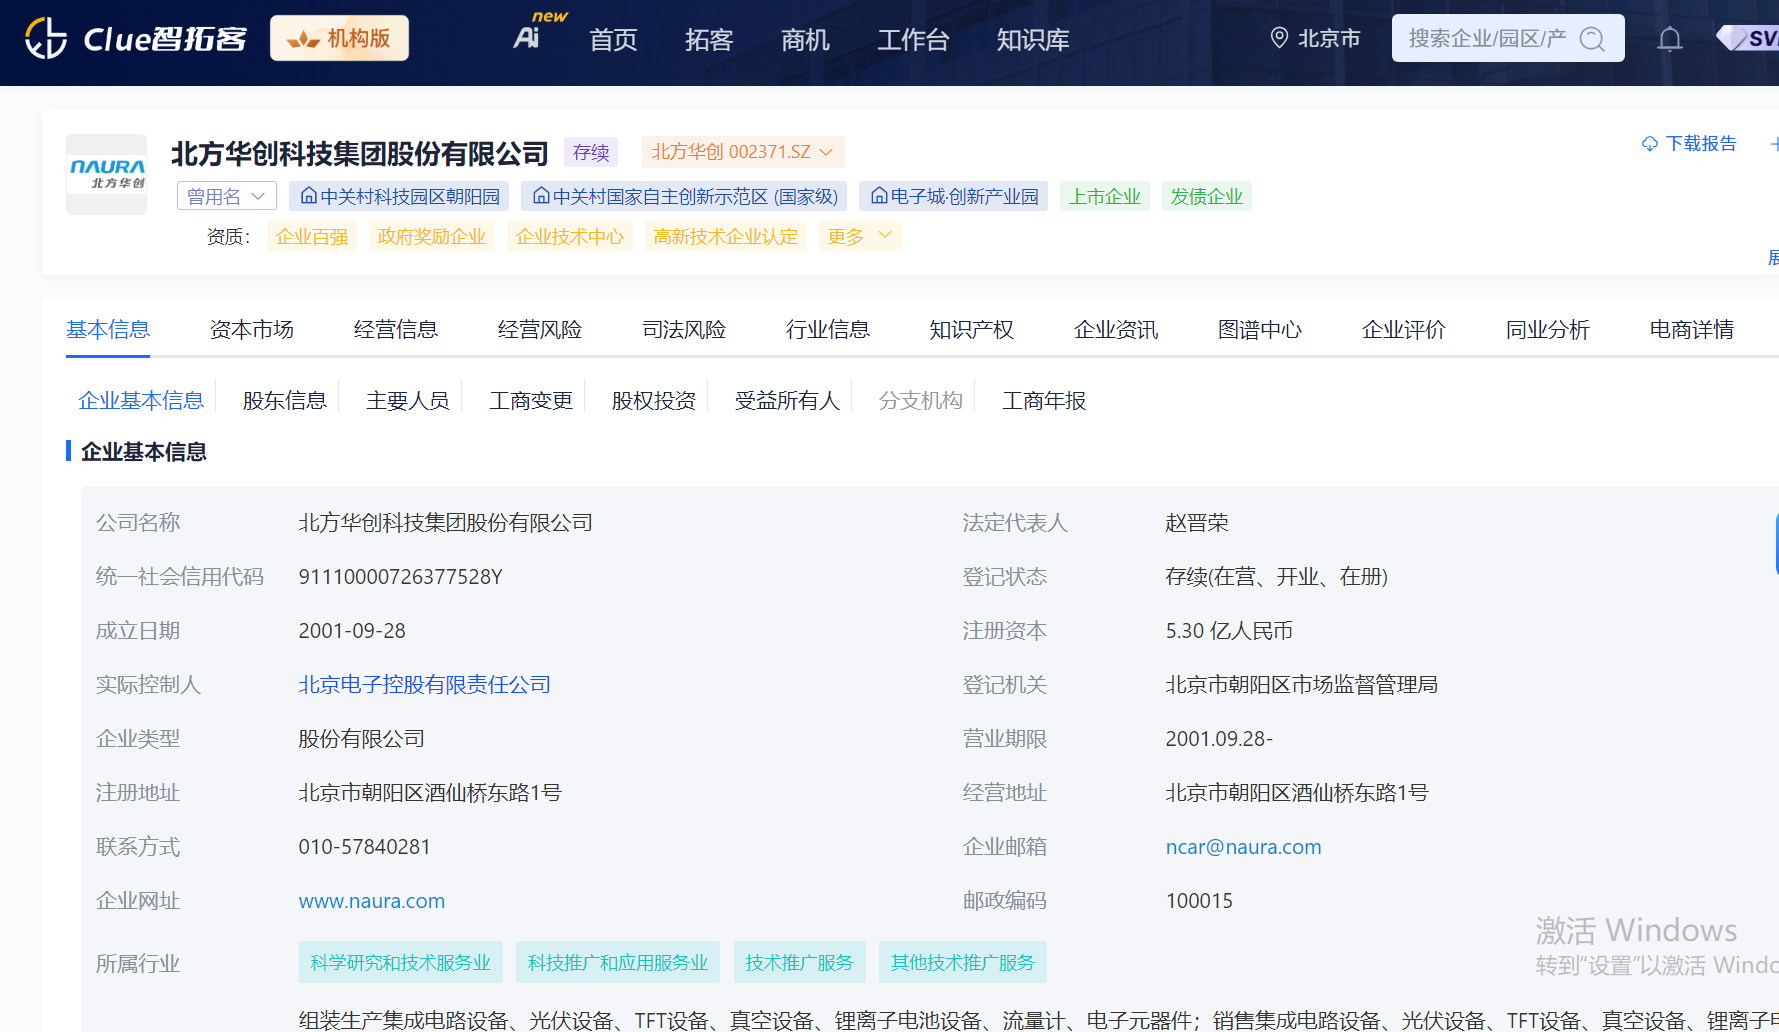 Clue智拓客 机构版 Ai new 首页 拓客 商机 工作台 知识库 北京市 搜索企业/园区/产
NAURA 北方华创
北方华创科技集团股份有限公司 存续 北方华创 002371.SZ 下载报告
曾用名 中关村科技园区朝阳园 中关村国家自主创新示范区 (国家级) 电子城·创新产业园 上市企业 发债企业
资质： 企业百强 政府奖励企业 企业技术中心 高新技术企业认定 更多
基本信息 资本市场 经营信息 经营风险 司法风险 行业信息 知识产权 企业资讯 图谱中心 企业评价 同业分析 电商详情
企业基本信息 股东信息 主要人员 工商变更 股权投资 受益所有人 分支机构 工商年报
企业基本信息
公司名称 北方华创科技集团股份有限公司 法定代表人 赵晋荣
统一社会信用代码 91110000726377528Y 登记状态 存续(在营、开业、在册)
成立日期 2001-09-28 注册资本 5.30 亿人民币
实际控制人 北京电子控股有限责任公司 登记机关 北京市朝阳区市场监督管理局
企业类型 股份有限公司 营业期限 2001.09.28-
注册地址 北京市朝阳区酒仙桥东路1号 经营地址 北京市朝阳区酒仙桥东路1号
联系方式 010-57840281 企业邮箱 ncar@naura.com
企业网址 www.naura.com 邮政编码 100015
激活 Windows
转到“设置”以激活
所属行业 科学研究和技术服务业 科技推广和应用服务业 技术推广服务 其他技术推广服务
组装生产集成电路设备、光伏设备、TFT设备、真空设备、锂离子电池设备、流量计、电子元器件；销售集成电路设备、光伏设备、TFT设备、真空设备、锂离子